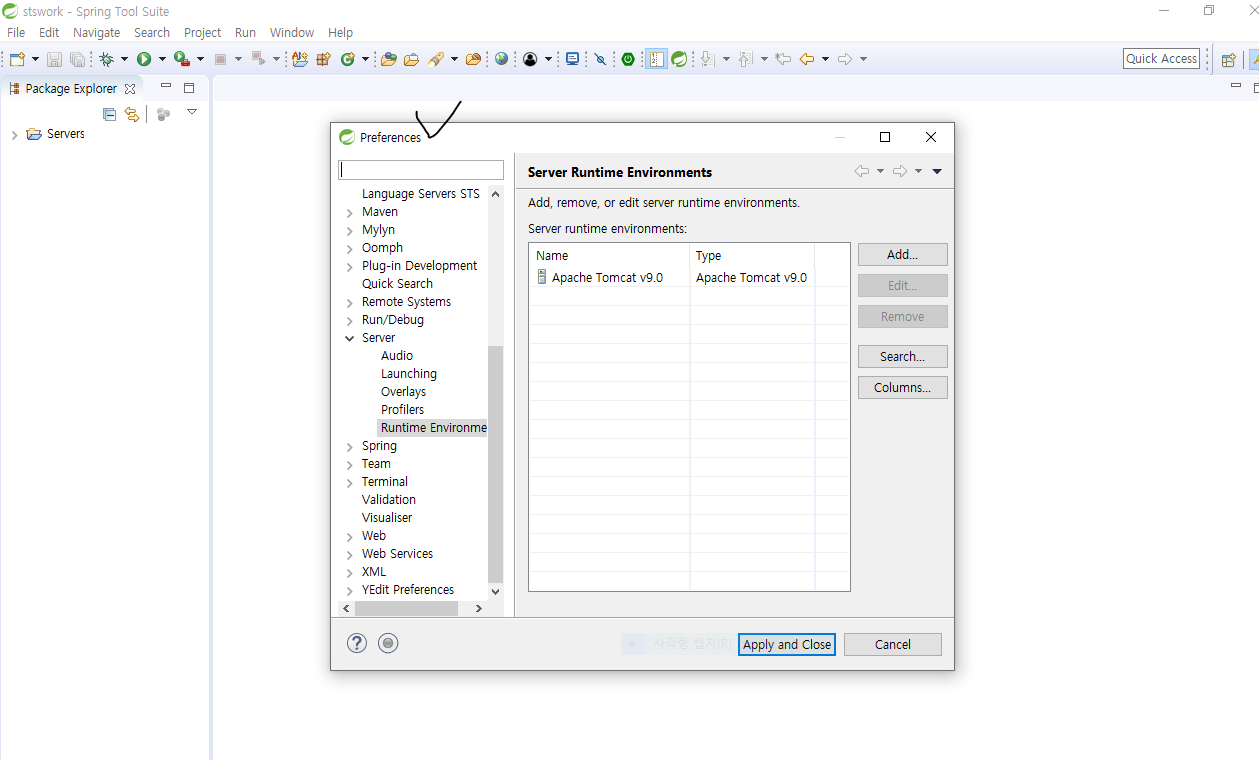 stswork - Spring Tool Suite
File Edit Navigate Search Project Run Window Help
Quick Access
Package Explorer
Servers
Preferences
Language Servers STS
Maven
Mylyn
Oomph
Plug-in Development
Quick Search
Remote Systems
Run/Debug
Server
Audio
Launching
Overlays
Profilers
Runtime Environme
Spring
Team
Terminal
Validation
Visualiser
Web
Web Services
XML
YEdit Preferences
Server Runtime Environments
Add, remove, or edit server runtime environments.
Server runtime environments:
Name Type
Apache Tomcat v9.0 Apache Tomcat v9.0
Add...
Edit...
Remove
Search...
Columns...
사각형 캡처(R)
Apply and Close
Cancel